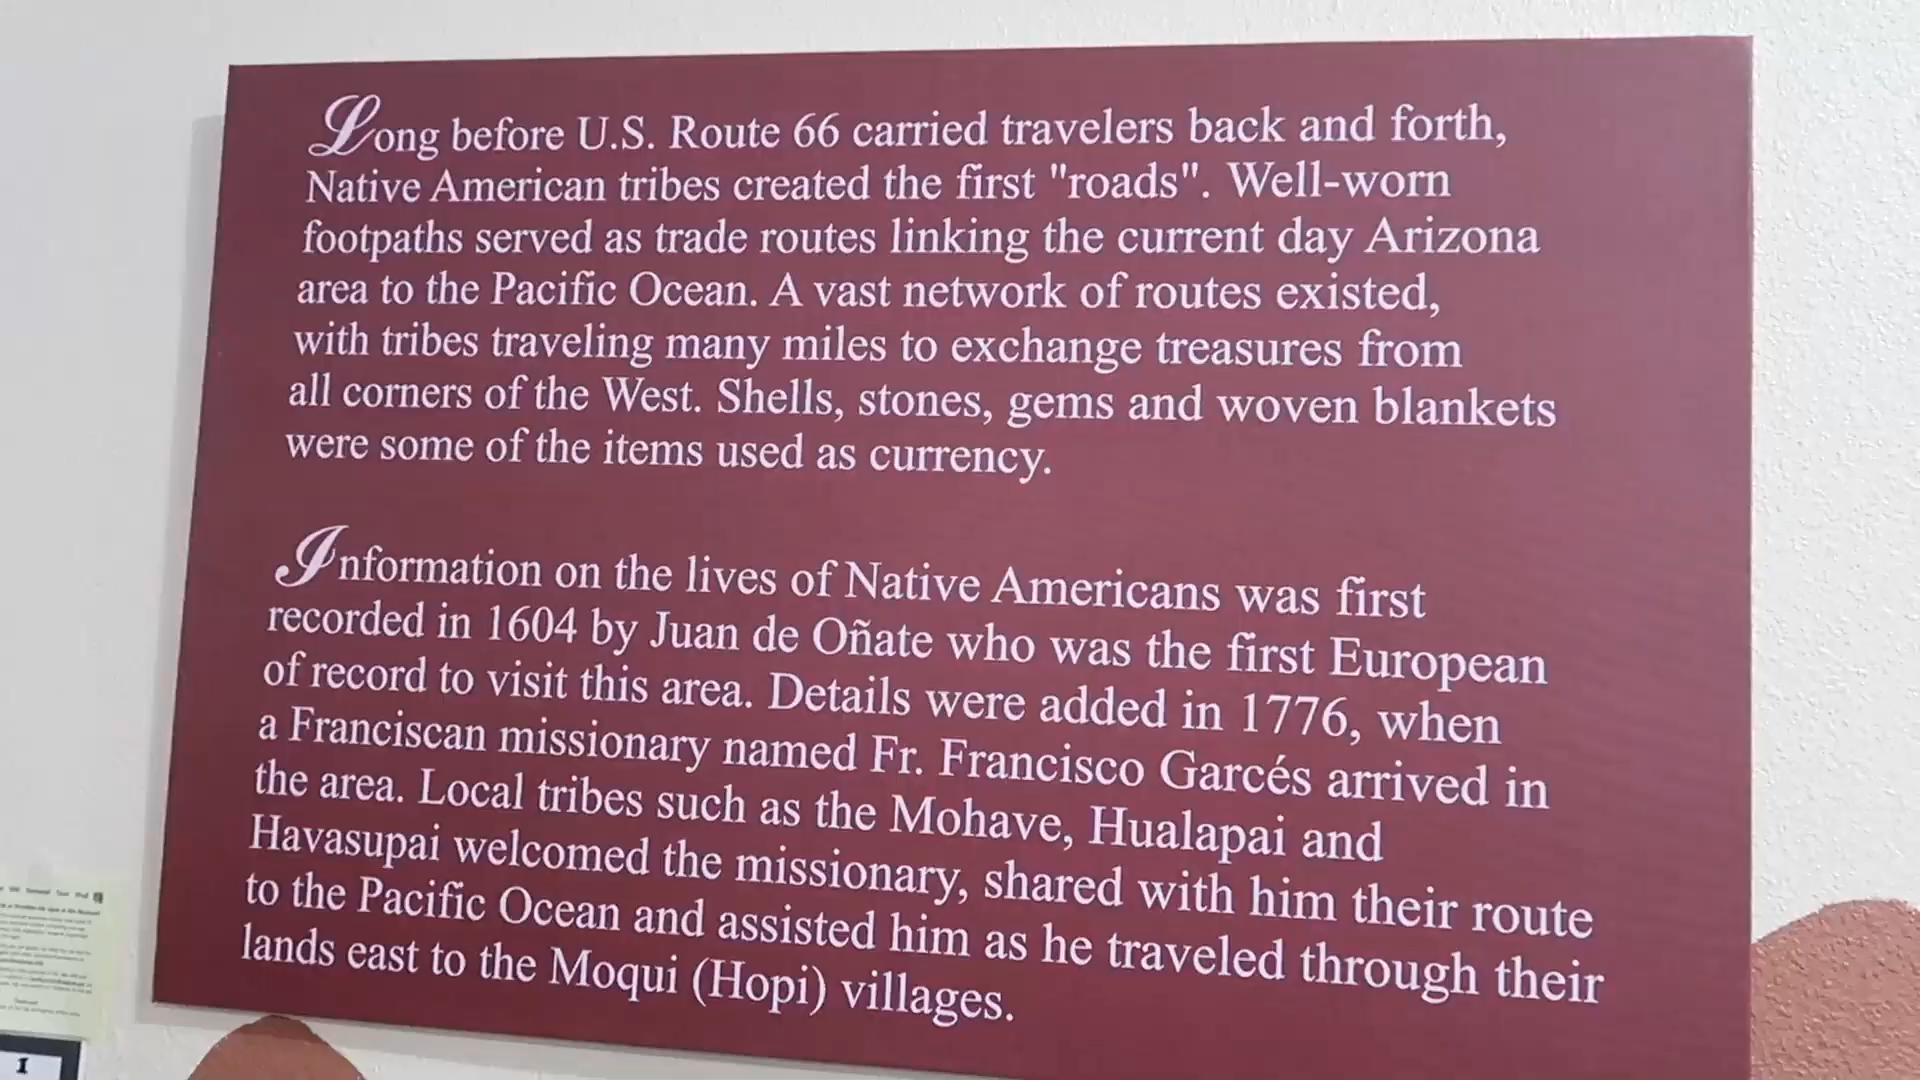 Long before U.S. Route 66 carried travelers back and forth,
Native American tribes created the first "roads". Well-worn
footpaths served as trade routes linking the current day Arizona
area to the Pacific Ocean. A vast network of routes existed,
with tribes traveling many miles to exchange treasures from
all corners of the West. Shells, stones, gems and woven blankets
were some of the items used as currency.
Information on the lives of Native Americans was first
recorded in 1604 by Juan de Oñate who was the first European
of record to visit this area. Details were added in 1776, when
a Franciscan missionary named Fr. Francisco Garcés arrived in
the area. Local tribes such as the Mohave, Hualapai and
Havasupai welcomed the missionary, shared with him their route
to the Pacific Ocean and assisted him as he traveled through their
lands east to the Moqui (Hopi) villages.
1